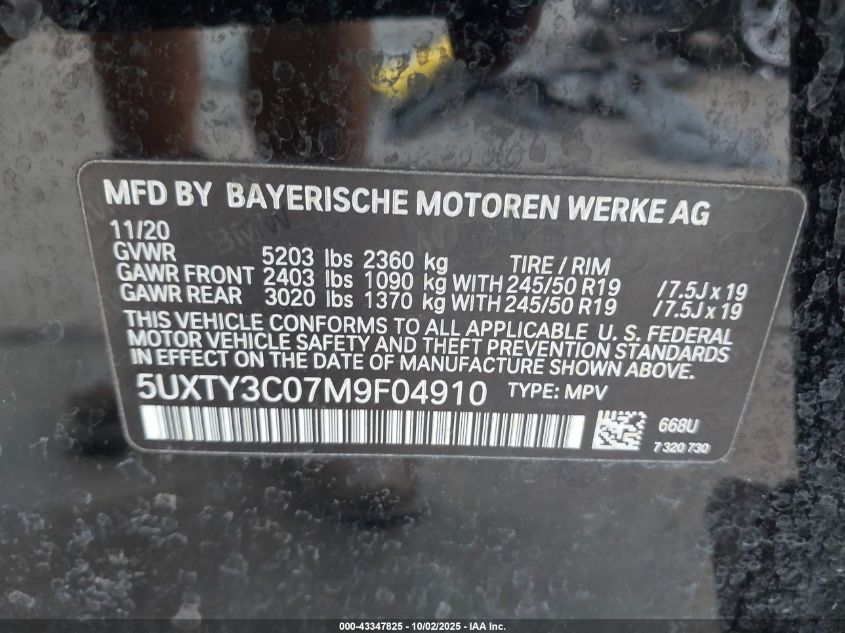 MFD BY BAYERISCHE MOTOREN WERKE AG
11/20
GVWR 5203 lbs 2360 kg TIRE / RIM
GAWR FRONT 2403 lbs 1090 kg WITH 245/50 R19 /7.5J x 19
GAWR REAR 3020 lbs 1370 kg WITH 245/50 R19 /7.5J x 19
THIS VEHICLE CONFORMS TO ALL APPLICABLE U. S. FEDERAL
MOTOR VEHICLE SAFETY AND THEFT PREVENTION STANDARDS
IN EFFECT ON THE DATE OF MANUFACTURE SHOWN ABOVE.
5UXTY3C07M9F04910 TYPE: MPV
668U
7 320 730
000-43347825 - 10/02/2025 - IAA Inc.